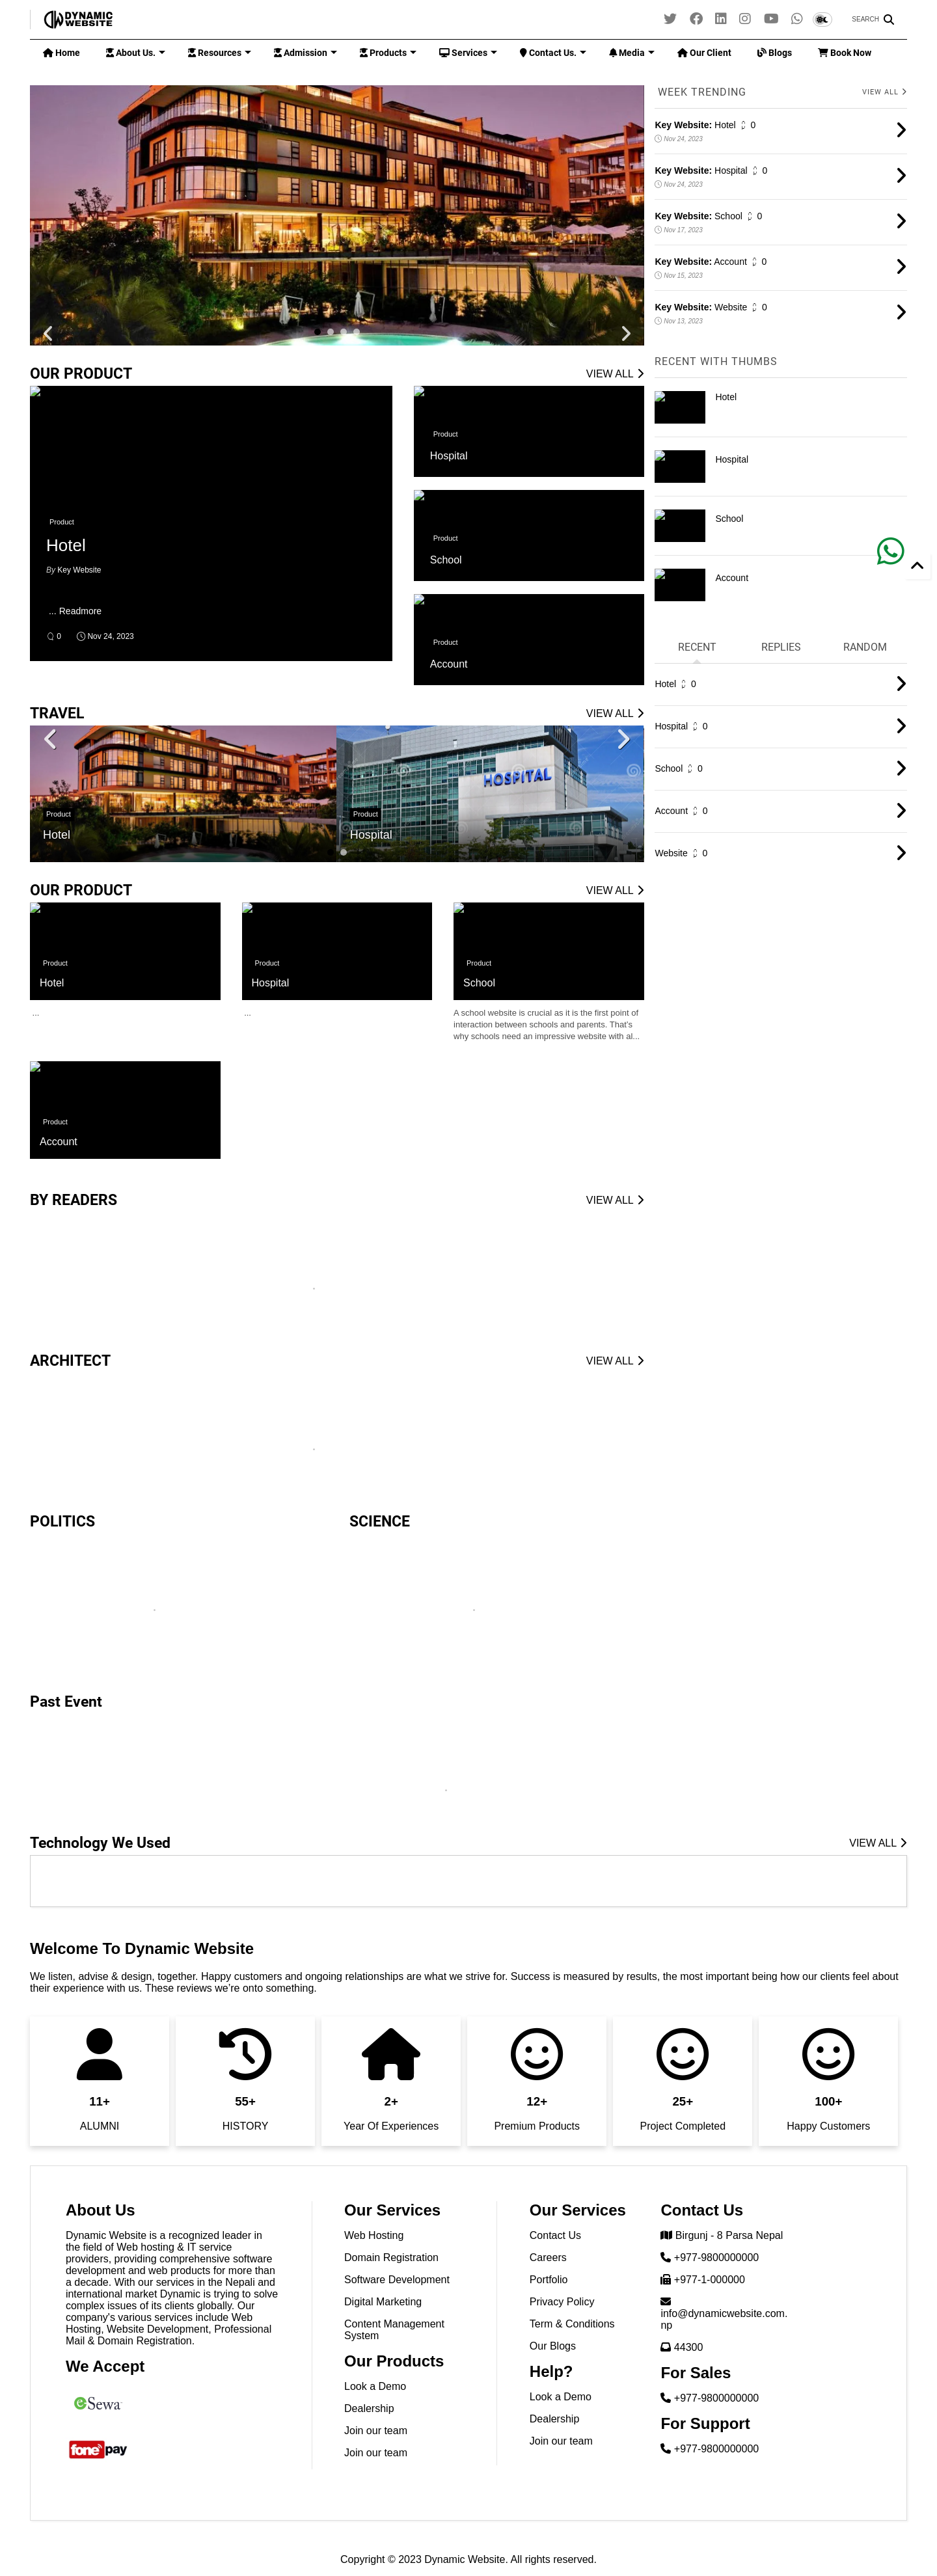 DYNAMIC
WEBSITE
SEARCH
Home
About Us.
Resources
Admission
Products
Services
Contact Us.
Media
Our Client
Blogs
Book Now
WEEK TRENDING
VIEW ALL
Key Website: Hotel 0
Nov 24, 2023
Key Website: Hospital 0
Nov 24, 2023
Key Website: School 0
Nov 17, 2023
Key Website: Account 0
Nov 15, 2023
Key Website: Website 0
Nov 13, 2023
RECENT WITH THUMBS
Hotel
Hospital
School
Account
RECENT
REPLIES
RANDOM
Hotel 0
Hospital 0
School 0
Account 0
Website 0
OUR PRODUCT
VIEW ALL
Product
Hotel
By Key Website
... Readmore
0
Nov 24, 2023
Product
Hospital
Product
School
Product
Account
TRAVEL
VIEW ALL
Product
Hotel
HOSPITAL
Product
Hospital
OUR PRODUCT
VIEW ALL
Product
Hotel
...
Product
Hospital
...
Product
School
A school website is crucial as it is the first point of
interaction between schools and parents. That's
why schools need an impressive website with al...
Product
Account
BY READERS
VIEW ALL
ARCHITECT
VIEW ALL
POLITICS
SCIENCE
Past Event
Technology We Used
VIEW ALL
Welcome To Dynamic Website
We listen, advise & design, together. Happy customers and ongoing relationships are what we strive for. Success is measured by results, the most important being how our clients feel about
their experience with us. These reviews we're onto something.
11+
ALUMNI
55+
HISTORY
2+
Year Of Experiences
12+
Premium Products
25+
Project Completed
100+
Happy Customers
About Us
Dynamic Website is a recognized leader in
the field of Web hosting & IT service
providers, providing comprehensive software
development and web products for more than
a decade. With our services in the Nepali and
international market Dynamic is trying to solve
complex issues of its clients globally. Our
company's various services include Web
Hosting, Website Development, Professional
Mail & Domain Registration.
We Accept
eSewa
fonepay
Our Services
Web Hosting
Domain Registration
Software Development
Digital Marketing
Content Management
System
Our Products
Look a Demo
Dealership
Join our team
Join our team
Our Services
Contact Us
Careers
Portfolio
Privacy Policy
Term & Conditions
Our Blogs
Help?
Look a Demo
Dealership
Join our team
Contact Us
Birgunj - 8 Parsa Nepal
+977-9800000000
+977-1-000000
info@dynamicwebsite.com.
np
44300
For Sales
+977-9800000000
For Support
+977-9800000000
Copyright © 2023 Dynamic Website. All rights reserved.